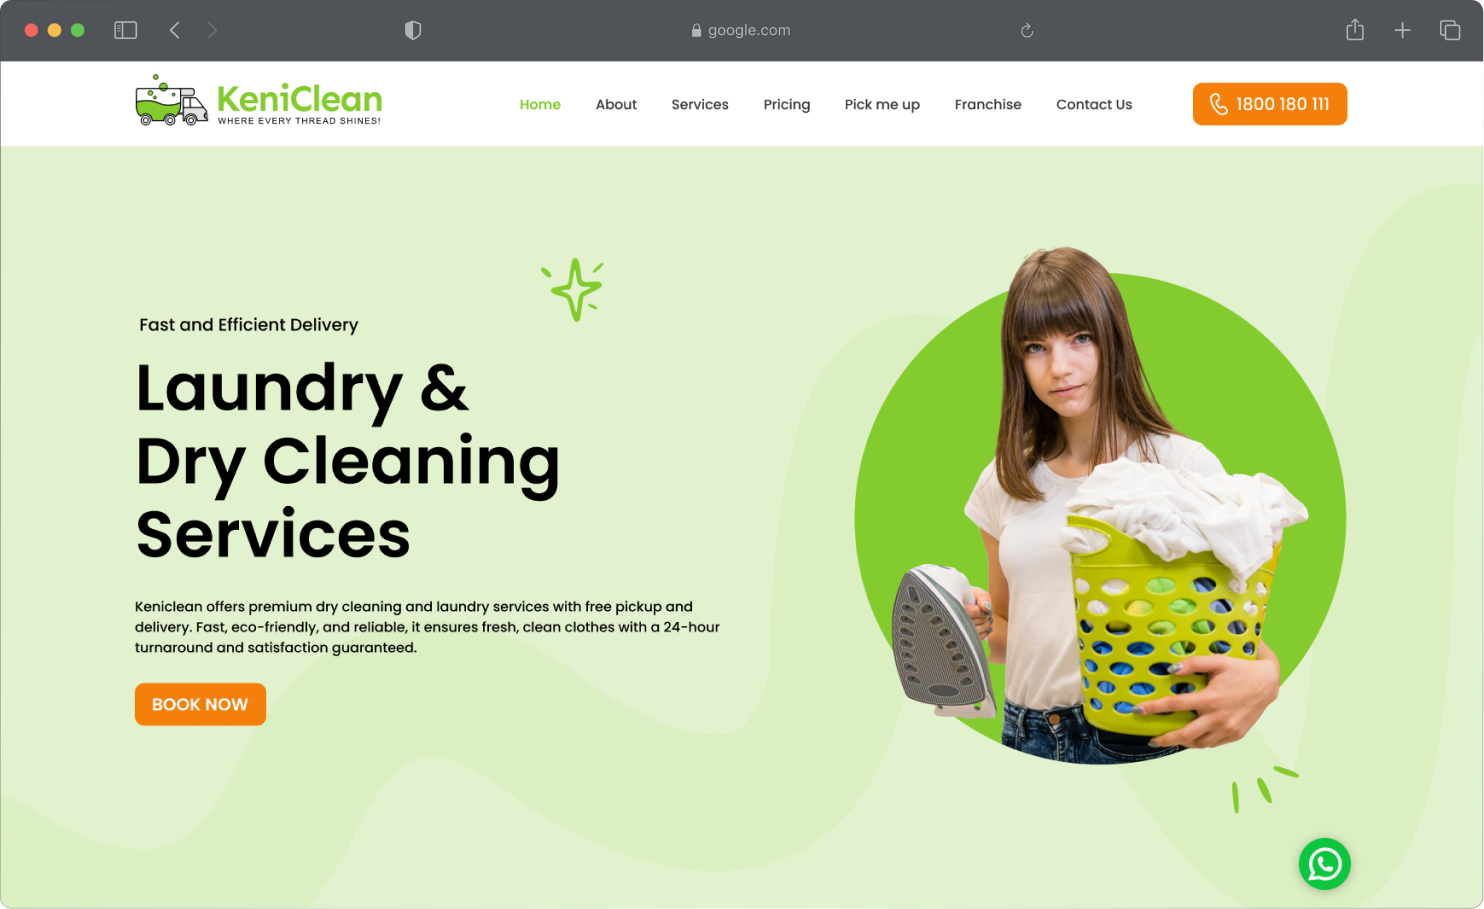 google.com
KeniClean
WHERE EVERY THREAD SHINES!
Home About Services Pricing Pick me up Franchise Contact Us
1800 180 111
Fast and Efficient Delivery
Laundry &
Dry Cleaning
Services
Keniclean offers premium dry cleaning and laundry services with free pickup and
delivery. Fast, eco-friendly, and reliable, it ensures fresh, clean clothes with a 24-hour
turnaround and satisfaction guaranteed.
BOOK NOW